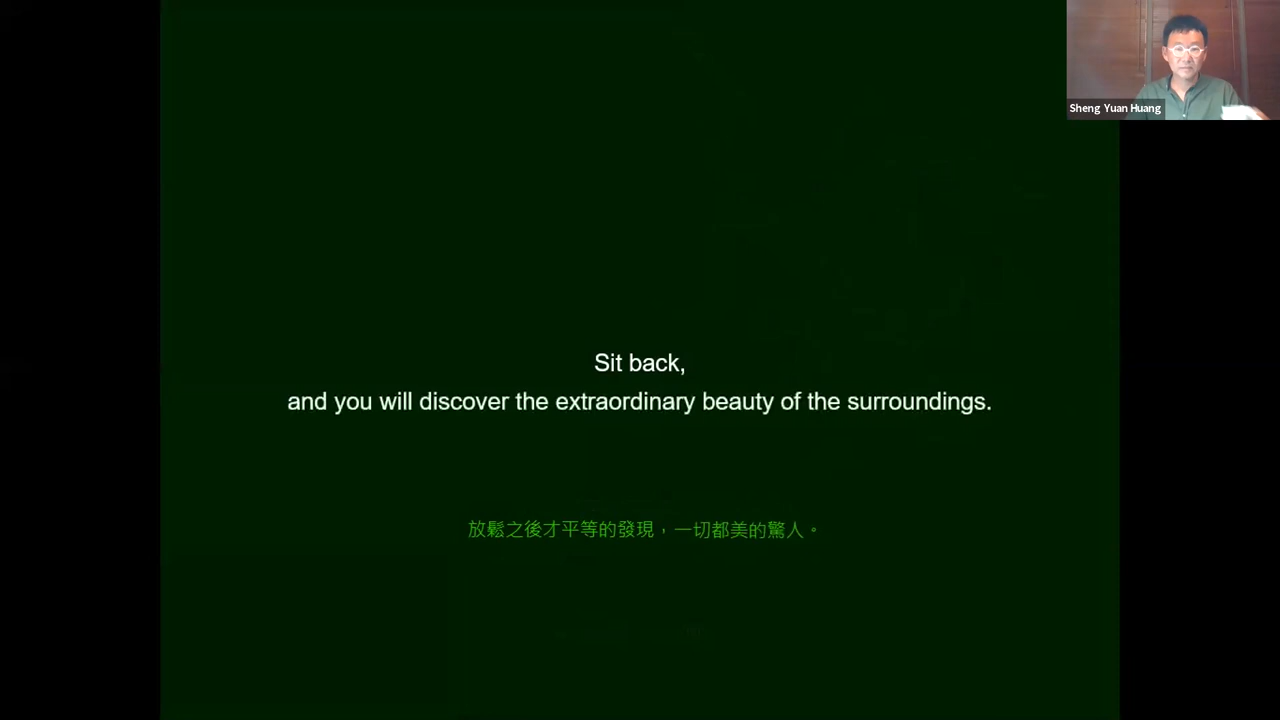 Sheng Yuan Huang
Sit back,
and you will discover the extraordinary beauty of the surroundings.
放鬆之後才平等的發現，一切都美的驚人。